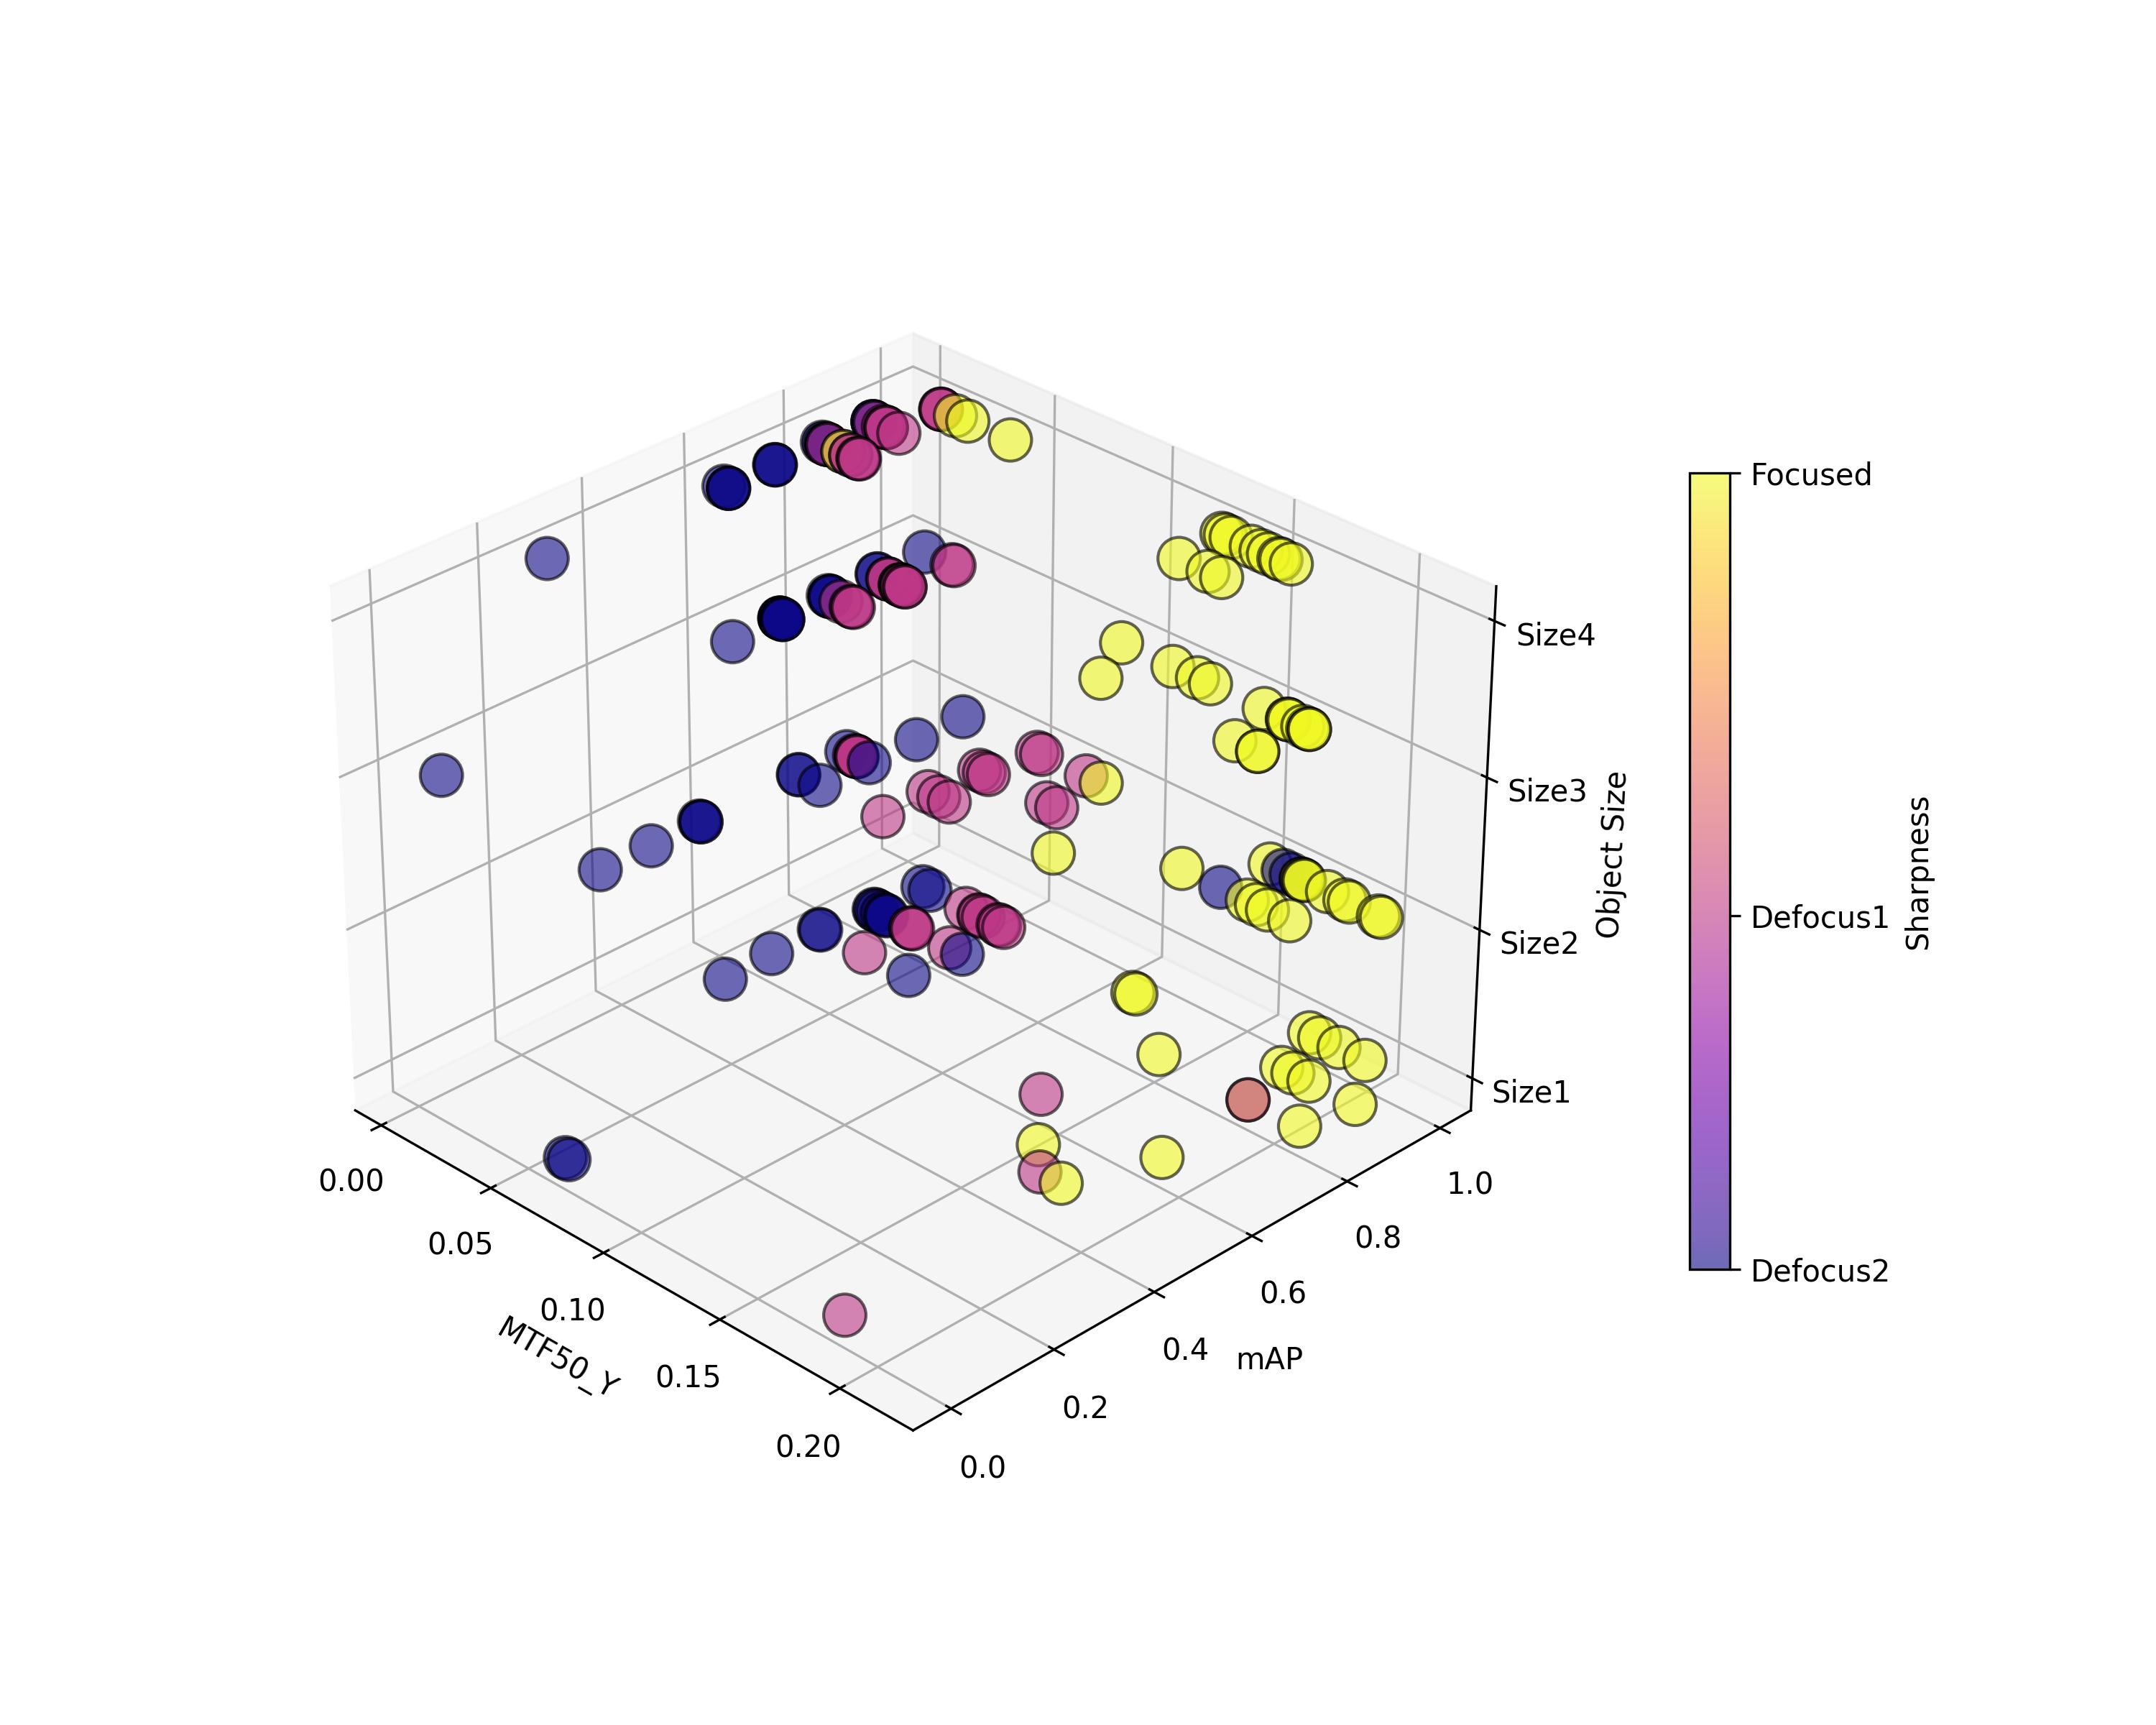 Focused
Size4
Size3
Object Size
Sharpness
Defocus1
Size2
Size1
0.00
1.0
0.05
0.8
Defocus2
0.10
0.6
MTF50_Y
0.15
0.4
mAP
0.2
0.20
0.0